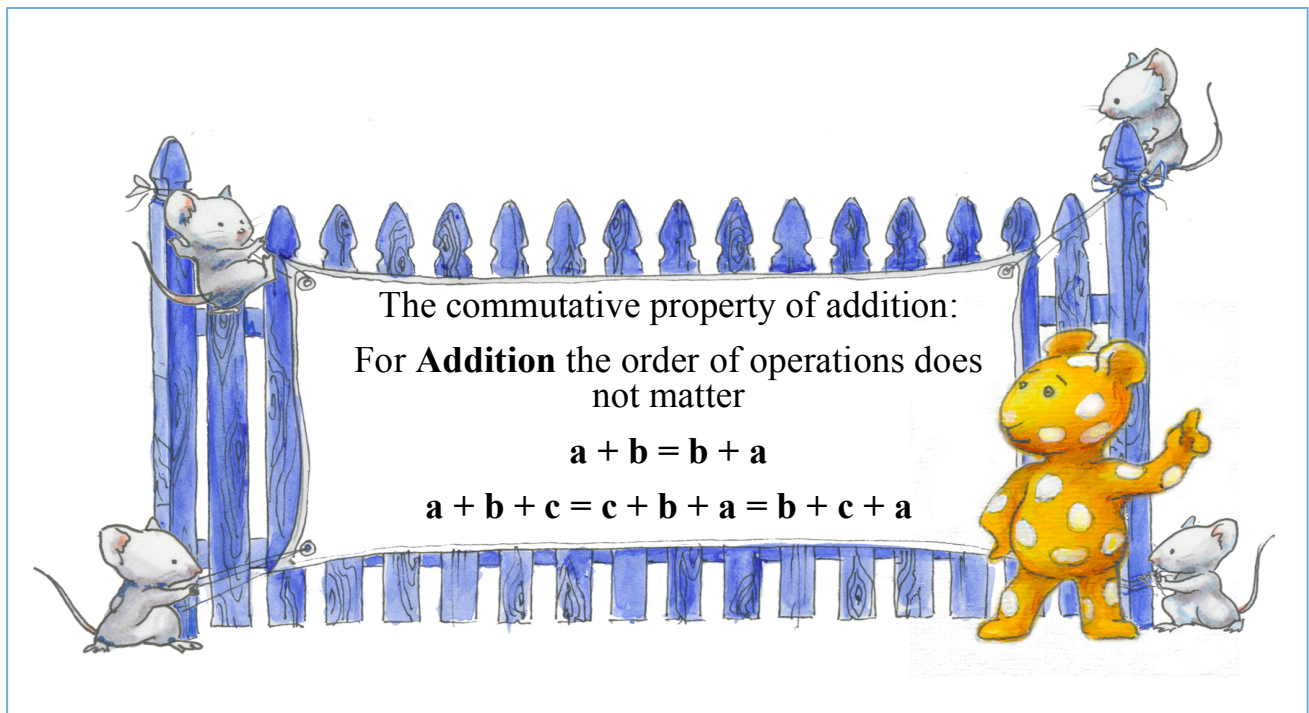 The commutative property of addition:
For Addition the order of operations does
not matter
a + b = b + a
a + b + c = c + b + a = b + c + a